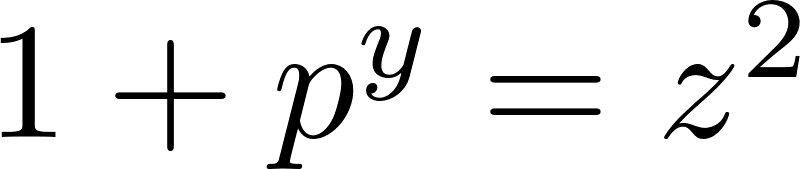 1 + p^y = z^2